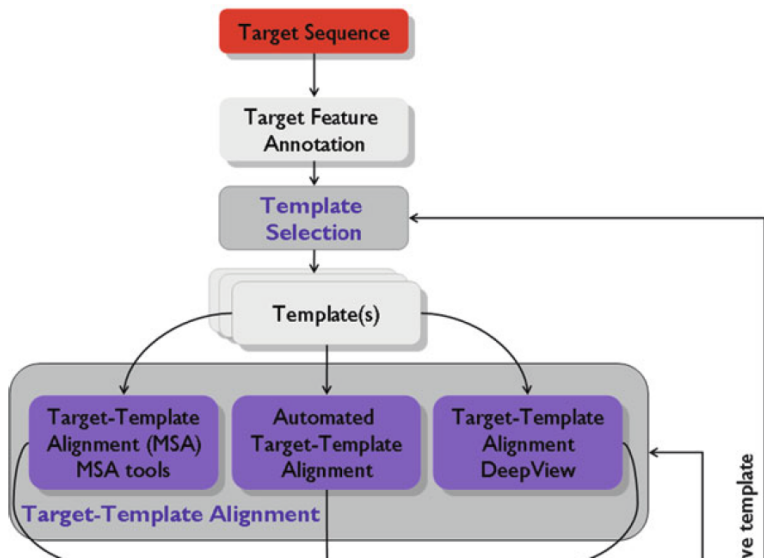 Target Sequence
Target Feature
Annotation
Template
Selection
Template(s)
Target-Template
Alignment (MSA)
MSA tools
Automated
Target-Template
Alignment
Target-Template
Alignment
DeepView
Target-Template Alignment
template